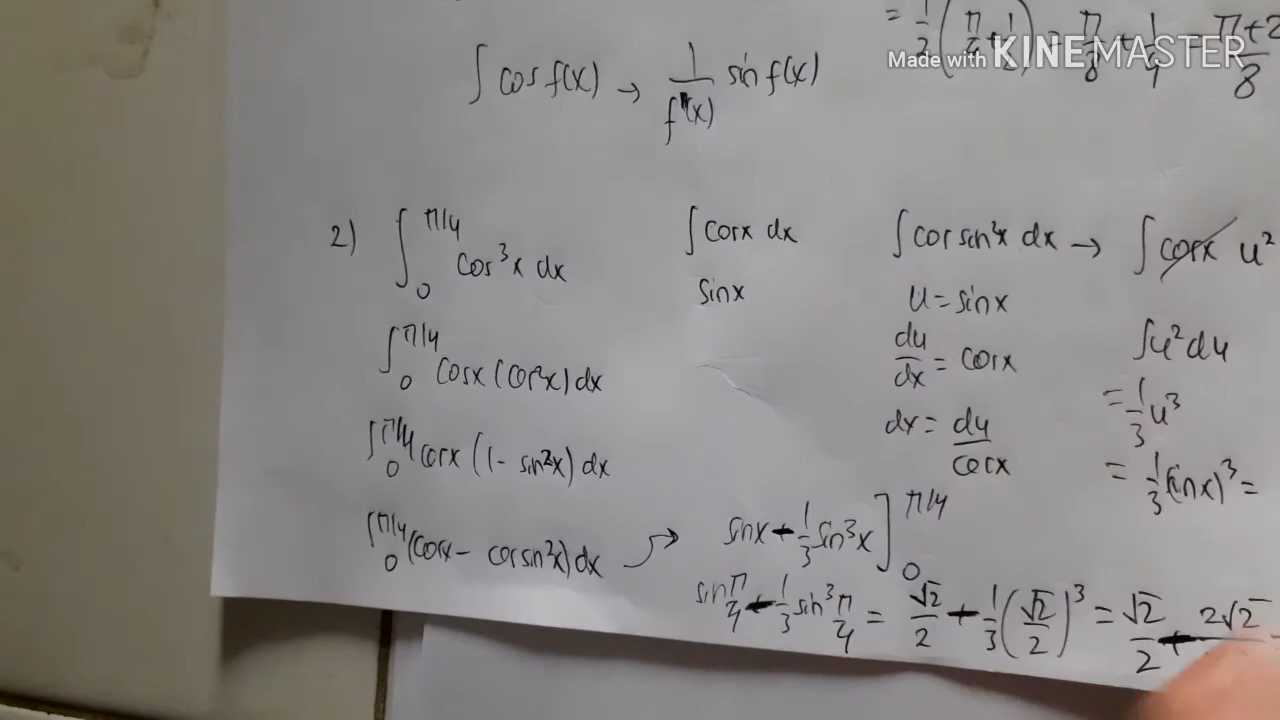 = 1/2 (π/4 + 1/2) = π/8 + 1/4 = π+2/8
Made with KINEMASTER
∫ cos f(x) → 1/f'(x) sin f(x)
2) ∫₀^π/4 cos³x dx
∫₀^π/4 cosx (cos²x) dx
∫₀^π/4 cosx (1 - sin²x) dx
∫₀^π/4 (cosx - cos sin²x) dx →
∫ cosx dx
sinx
∫ cos sin²x dx → ∫ cosx u²
u = sinx
du/dx = cosx
dx = du/cosx
∫u² du
= 1/3 u³
= 1/3 (sinx)³ =
sinx - 1/3 sin³x ]₀^π/4
sin π/4 - 1/3 sin³ π/4 = √2/2 - 1/3 (√2/2)³ = √2/2 - 2√2